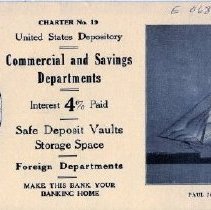 E 068
CHARTER No. 19
United States Depository
Commercial and Savings
Departments
Interest 4% Paid
Safe Deposit Vaults
Storage Space
Foreign Departments
MAKE THIS BANK YOUR
BANKING HOME
PAUL